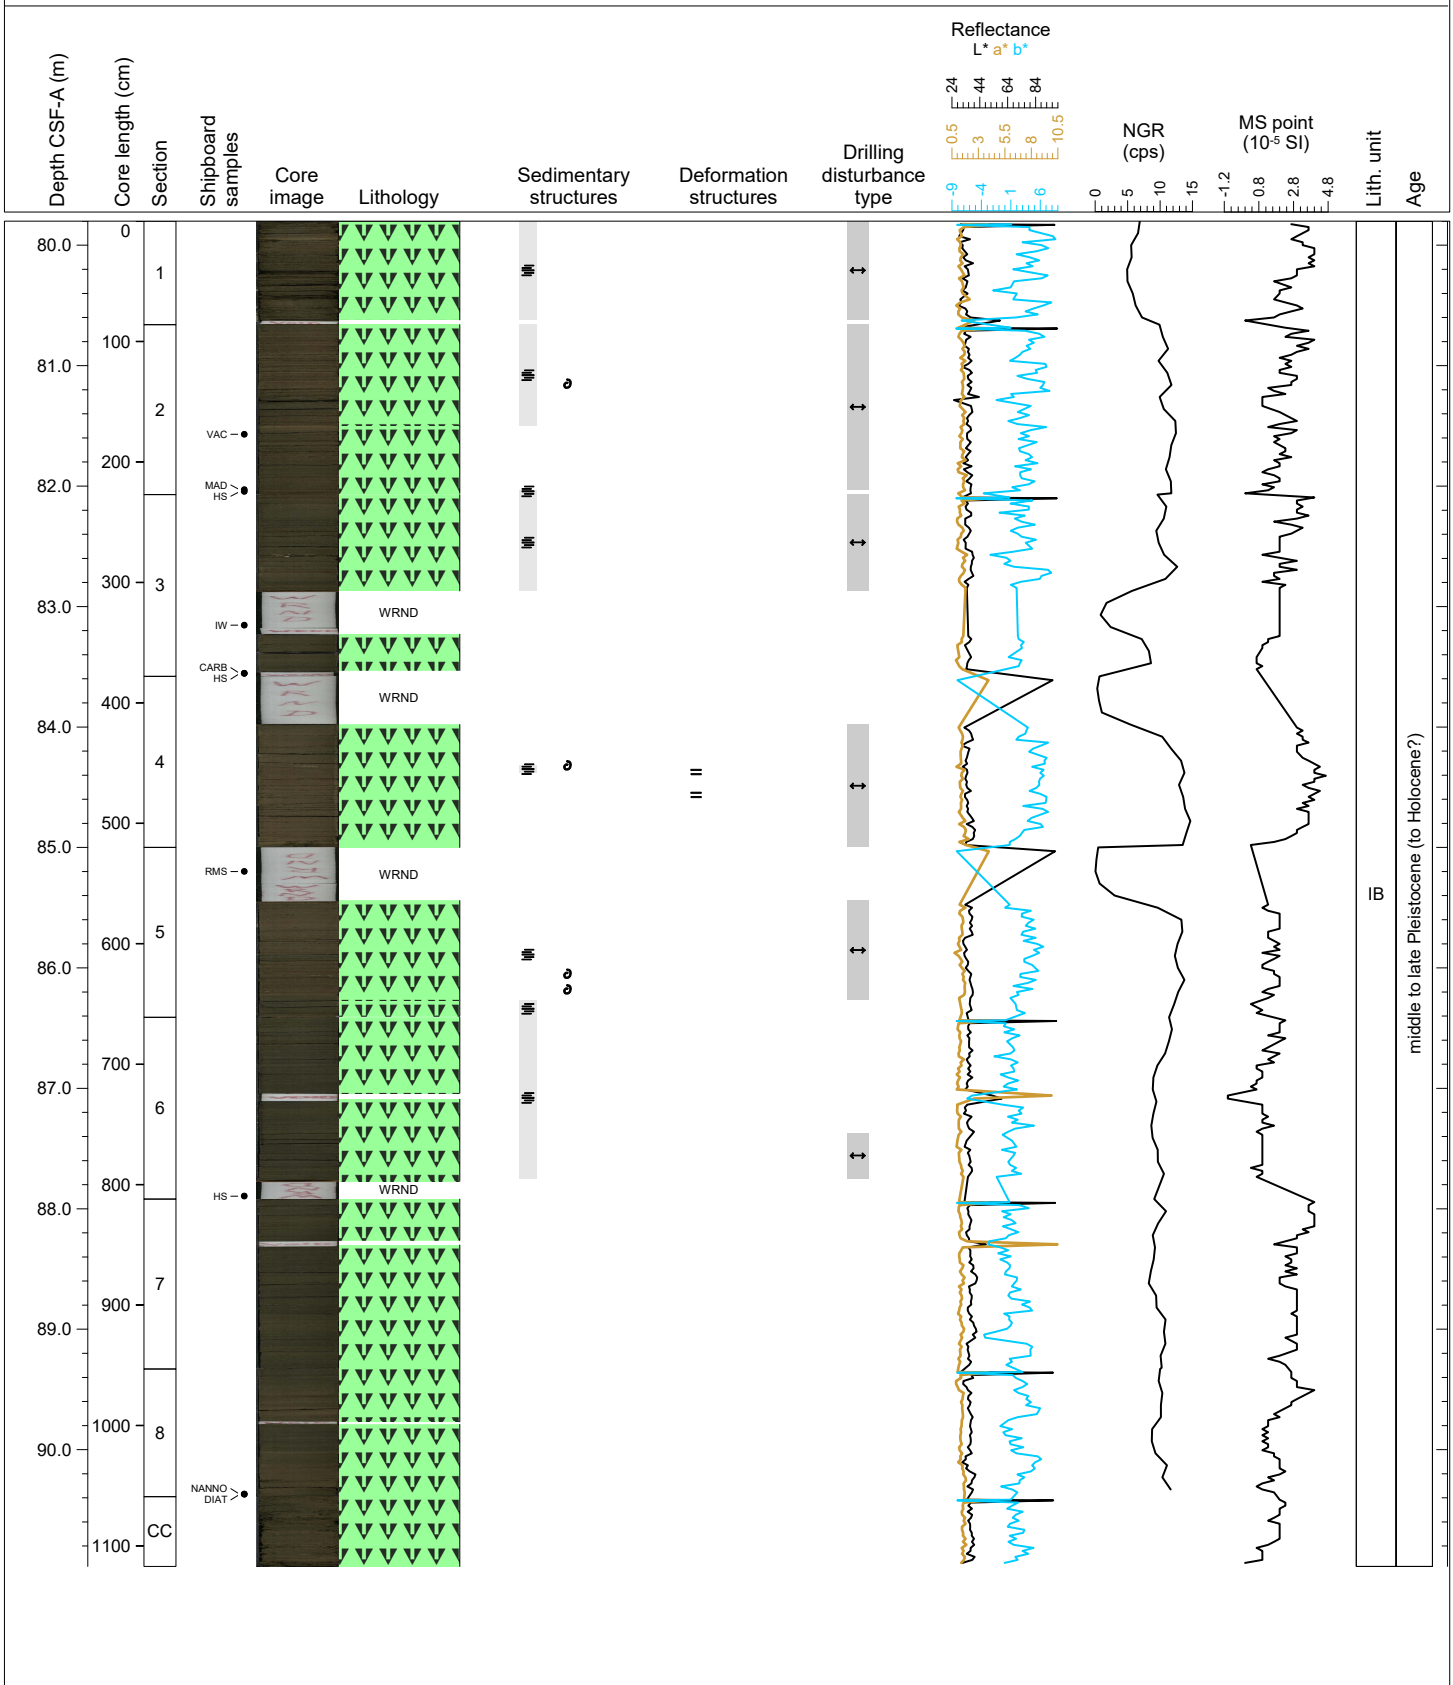 Depth CSF-A (m)
Core length (cm)
Section
Shipboard
samples
Core
image
Lithology
Sedimentary
structures
Deformation
structures
Drilling
disturbance
type
Reflectance
L* a* b*
24 44 64 84
0.5 3 5.5 8 10.5
-9 -4 1 6
NGR
(cps)
0 5 10 15
MS point
(10-5 SI)
-1.2 0.8 2.8 4.8
Lith. unit
Age
0
80.0
1
100
81.0
2
VAC
200
82.0
MAD
HS
300
3
83.0
WRND
IW
CARB
HS
400
WRND
84.0
4
500
85.0
RMS
WRND
IB
5
600
86.0
700
87.0
6
800
HS
WRND
88.0
7
900
89.0
1000
8
90.0
NANNO
DIAT
CC
1100
middle to late Pleistocene (to Holocene?)